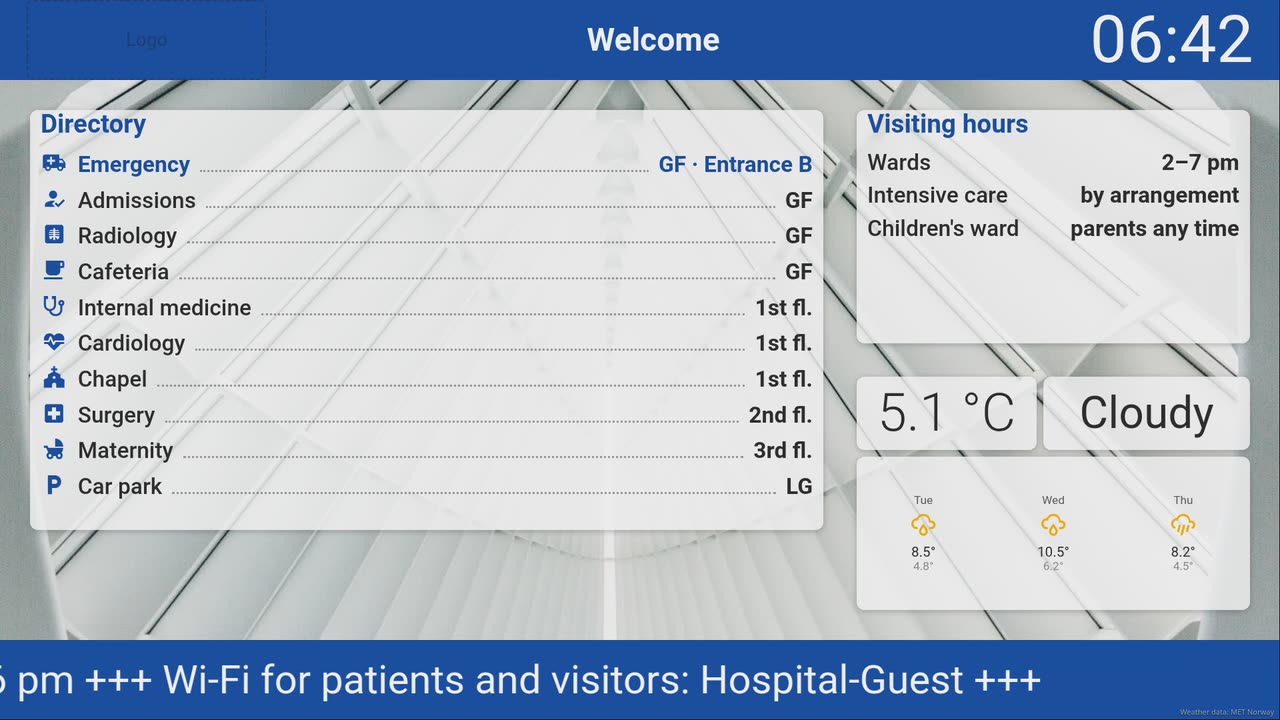 Logo
Welcome
06:42
Directory
Emergency GF · Entrance B
Admissions GF
Radiology GF
Cafeteria GF
Internal medicine 1st fl.
Cardiology 1st fl.
Chapel 1st fl.
Surgery 2nd fl.
Maternity 3rd fl.
P Car park LG
Visiting hours
Wards 2–7 pm
Intensive care by arrangement
Children's ward parents any time
5.1 °C
Cloudy
Tue Wed Thu
8.5° 10.5° 8.2°
4.8° 6.2° 4.5°
pm +++ Wi-Fi for patients and visitors: Hospital-Guest +++
Weather data: MET Norway